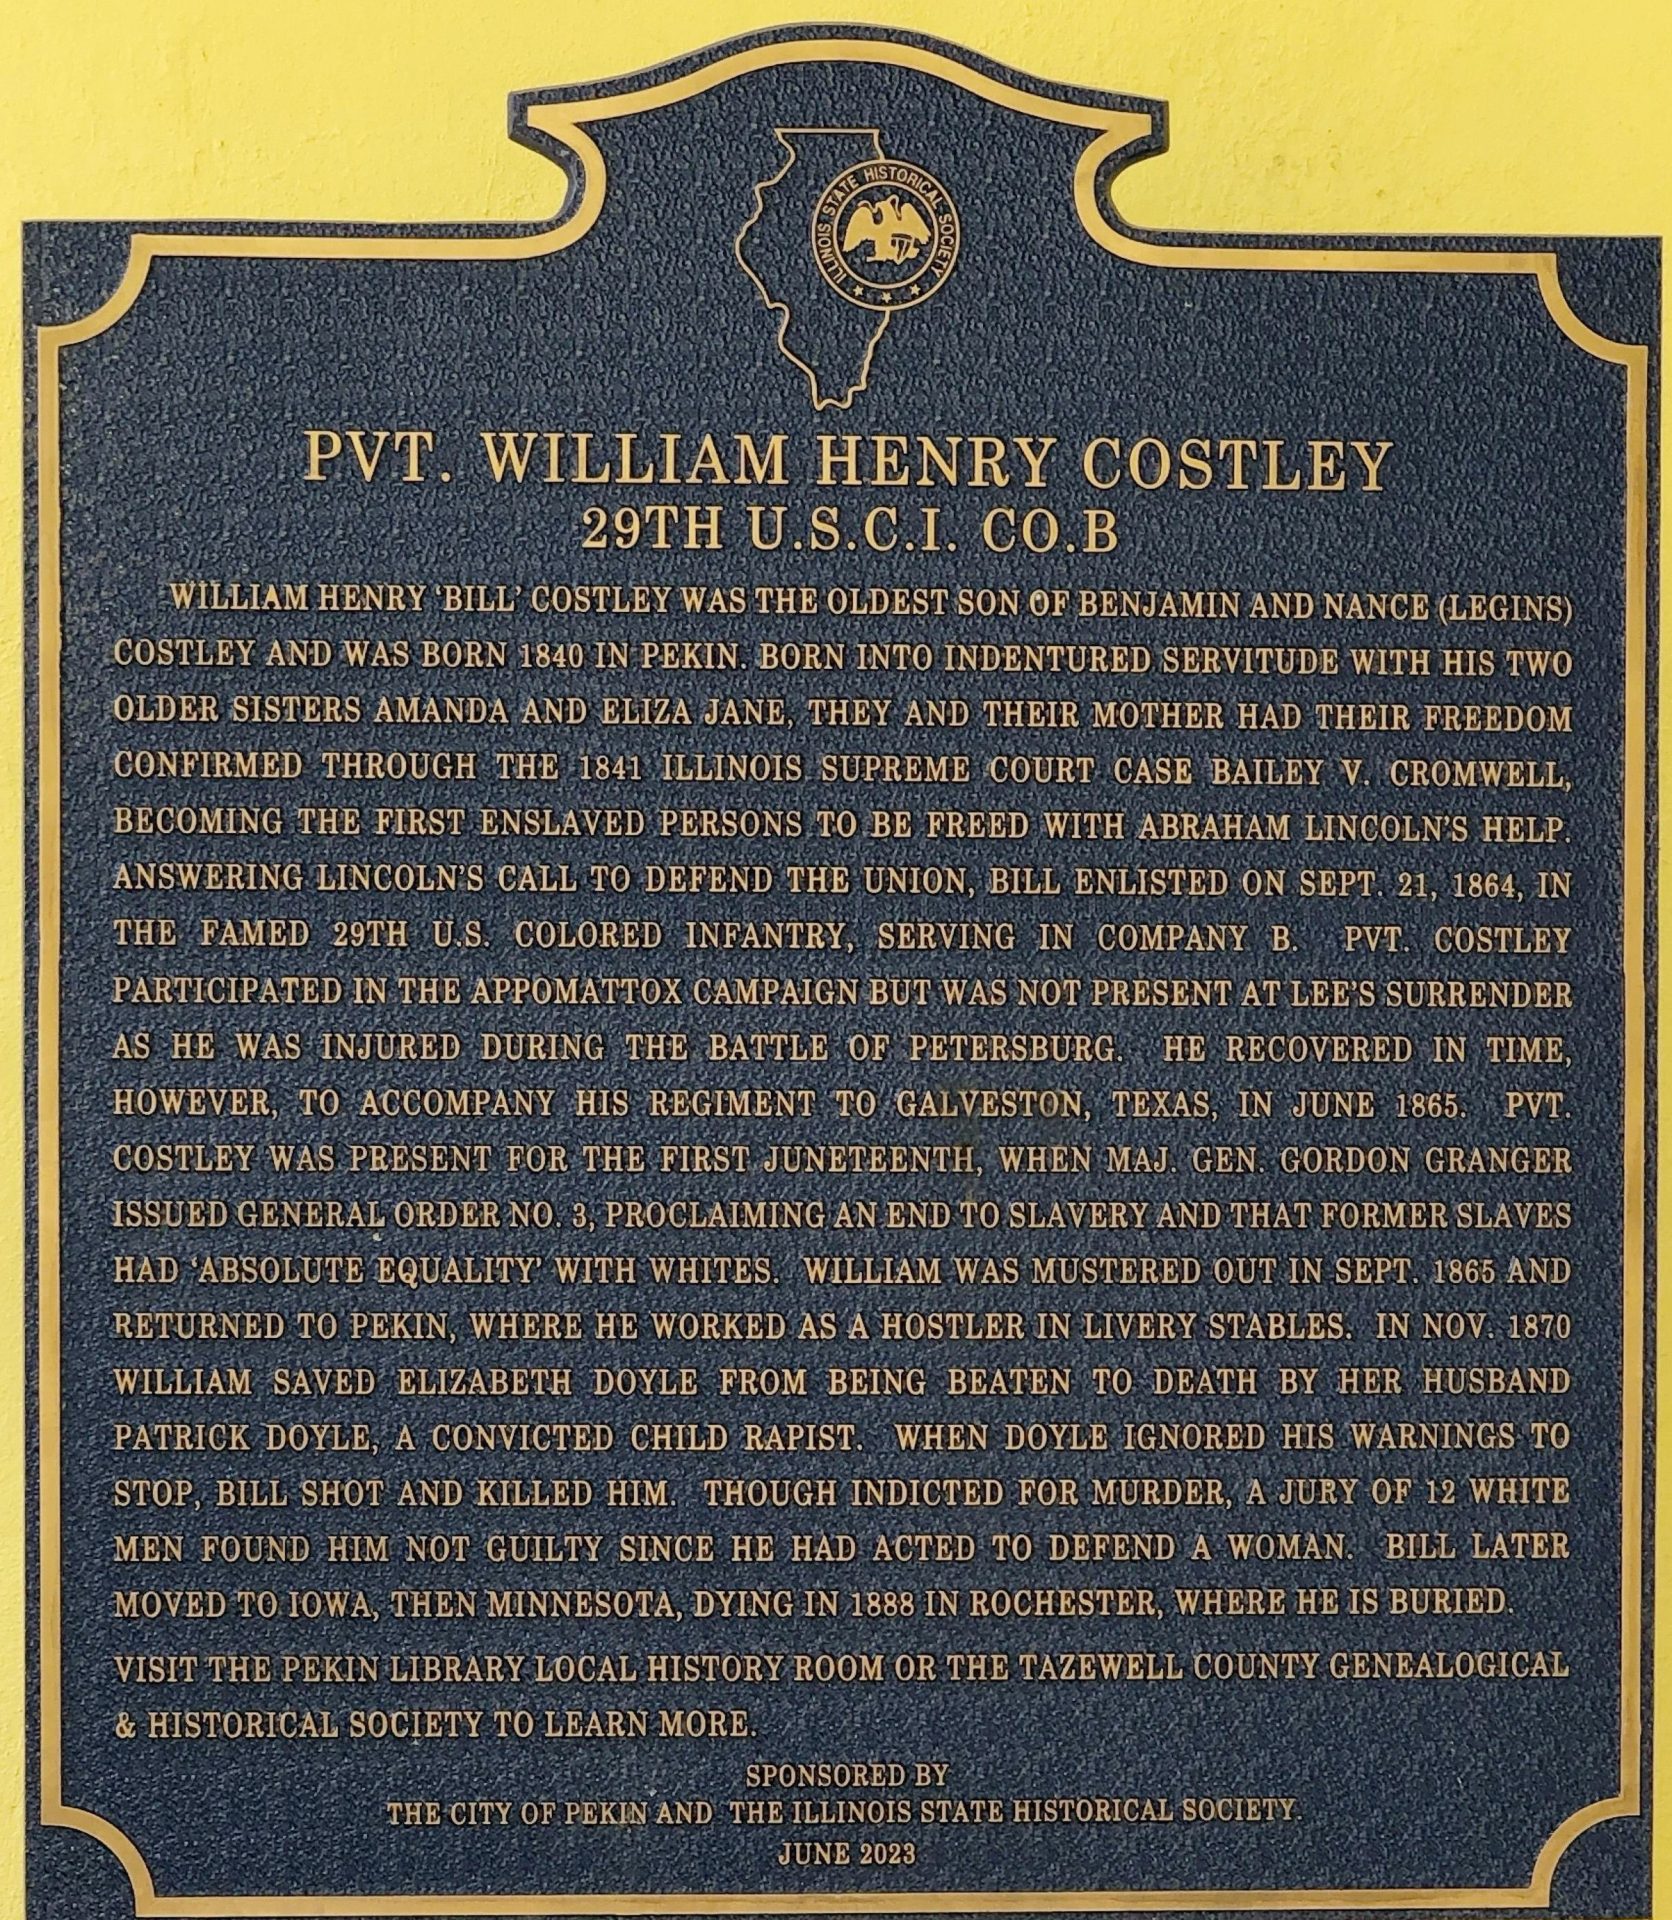 ILLINOIS STATE HISTORICAL SOCIETY
PVT. WILLIAM HENRY COSTLEY
29TH U.S.C.I. CO.B
WILLIAM HENRY ‘BILL’ COSTLEY WAS THE OLDEST SON OF BENJAMIN AND NANCE (LEGINS)
COSTLEY AND WAS BORN 1840 IN PEKIN. BORN INTO INDENTURED SERVITUDE WITH HIS TWO
OLDER SISTERS AMANDA AND ELIZA JANE, THEY AND THEIR MOTHER HAD THEIR FREEDOM
CONFIRMED THROUGH THE 1841 ILLINOIS SUPREME COURT CASE BAILEY V. CROMWELL,
BECOMING THE FIRST ENSLAVED PERSONS TO BE FREED WITH ABRAHAM LINCOLN'S HELP.
ANSWERING LINCOLN'S CALL TO DEFEND THE UNION, BILL ENLISTED ON SEPT. 21, 1864, IN
THE FAMED 29TH U.S. COLORED INFANTRY, SERVING IN COMPANY B. PVT. COSTLEY
PARTICIPATED IN THE APPOMATTOX CAMPAIGN BUT WAS NOT PRESENT AT LEE'S SURRENDER
AS HE WAS INJURED DURING THE BATTLE OF PETERSBURG. HE RECOVERED IN TIME,
HOWEVER, TO ACCOMPANY HIS REGIMENT TO GALVESTON, TEXAS, IN JUNE 1865. PVT.
COSTLEY WAS PRESENT FOR THE FIRST JUNETEENTH, WHEN MAJ. GEN. GORDON GRANGER
ISSUED GENERAL ORDER NO. 3, PROCLAIMING AN END TO SLAVERY AND THAT FORMER SLAVES
HAD ‘ABSOLUTE EQUALITY’ WITH WHITES. WILLIAM WAS MUSTERED OUT IN SEPT. 1865 AND
RETURNED TO PEKIN, WHERE HE WORKED AS A HOSTLER IN LIVERY STABLES. IN NOV. 1870
WILLIAM SAVED ELIZABETH DOYLE FROM BEING BEATEN TO DEATH BY HER HUSBAND
PATRICK DOYLE, A CONVICTED CHILD RAPIST. WHEN DOYLE IGNORED HIS WARNINGS TO
STOP, BILL SHOT AND KILLED HIM. THOUGH INDICTED FOR MURDER, A JURY OF 12 WHITE
MEN FOUND HIM NOT GUILTY SINCE HE HAD ACTED TO DEFEND A WOMAN. BILL LATER
MOVED TO IOWA, THEN MINNESOTA, DYING IN 1888 IN ROCHESTER, WHERE HE IS BURIED.
VISIT THE PEKIN LIBRARY LOCAL HISTORY ROOM OR THE TAZEWELL COUNTY GENEALOGICAL
& HISTORICAL SOCIETY TO LEARN MORE.
SPONSORED BY
THE CITY OF PEKIN AND THE ILLINOIS STATE HISTORICAL SOCIETY.
JUNE 2023